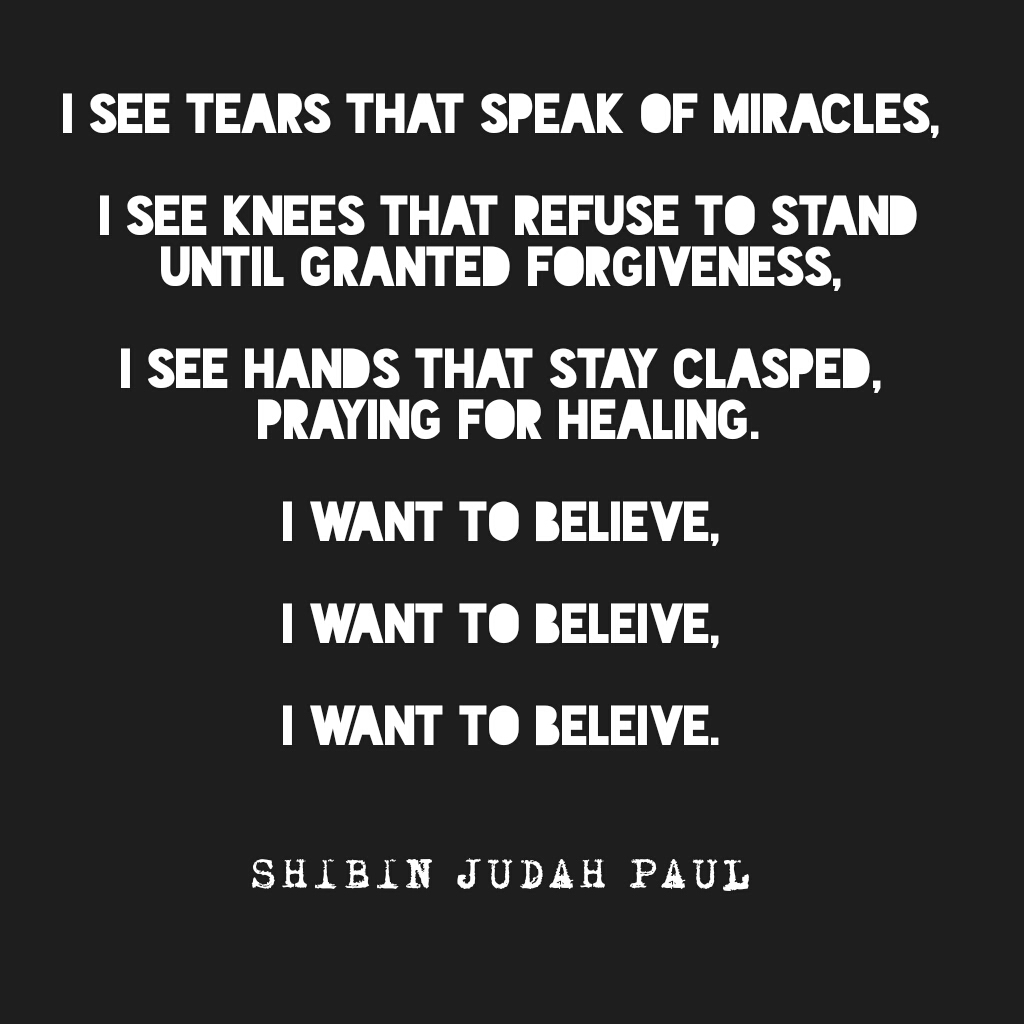 I SEE TEARS THAT SPEAK OF MIRACLES,
I SEE KNEES THAT REFUSE TO STAND
UNTIL GRANTED FORGIVENESS,
I SEE HANDS THAT STAY CLASPED,
PRAYING FOR HEALING.
I WANT TO BELIEVE,
I WANT TO BELEIVE,
I WANT TO BELEIVE.
SHIBIN JUDAH PAUL